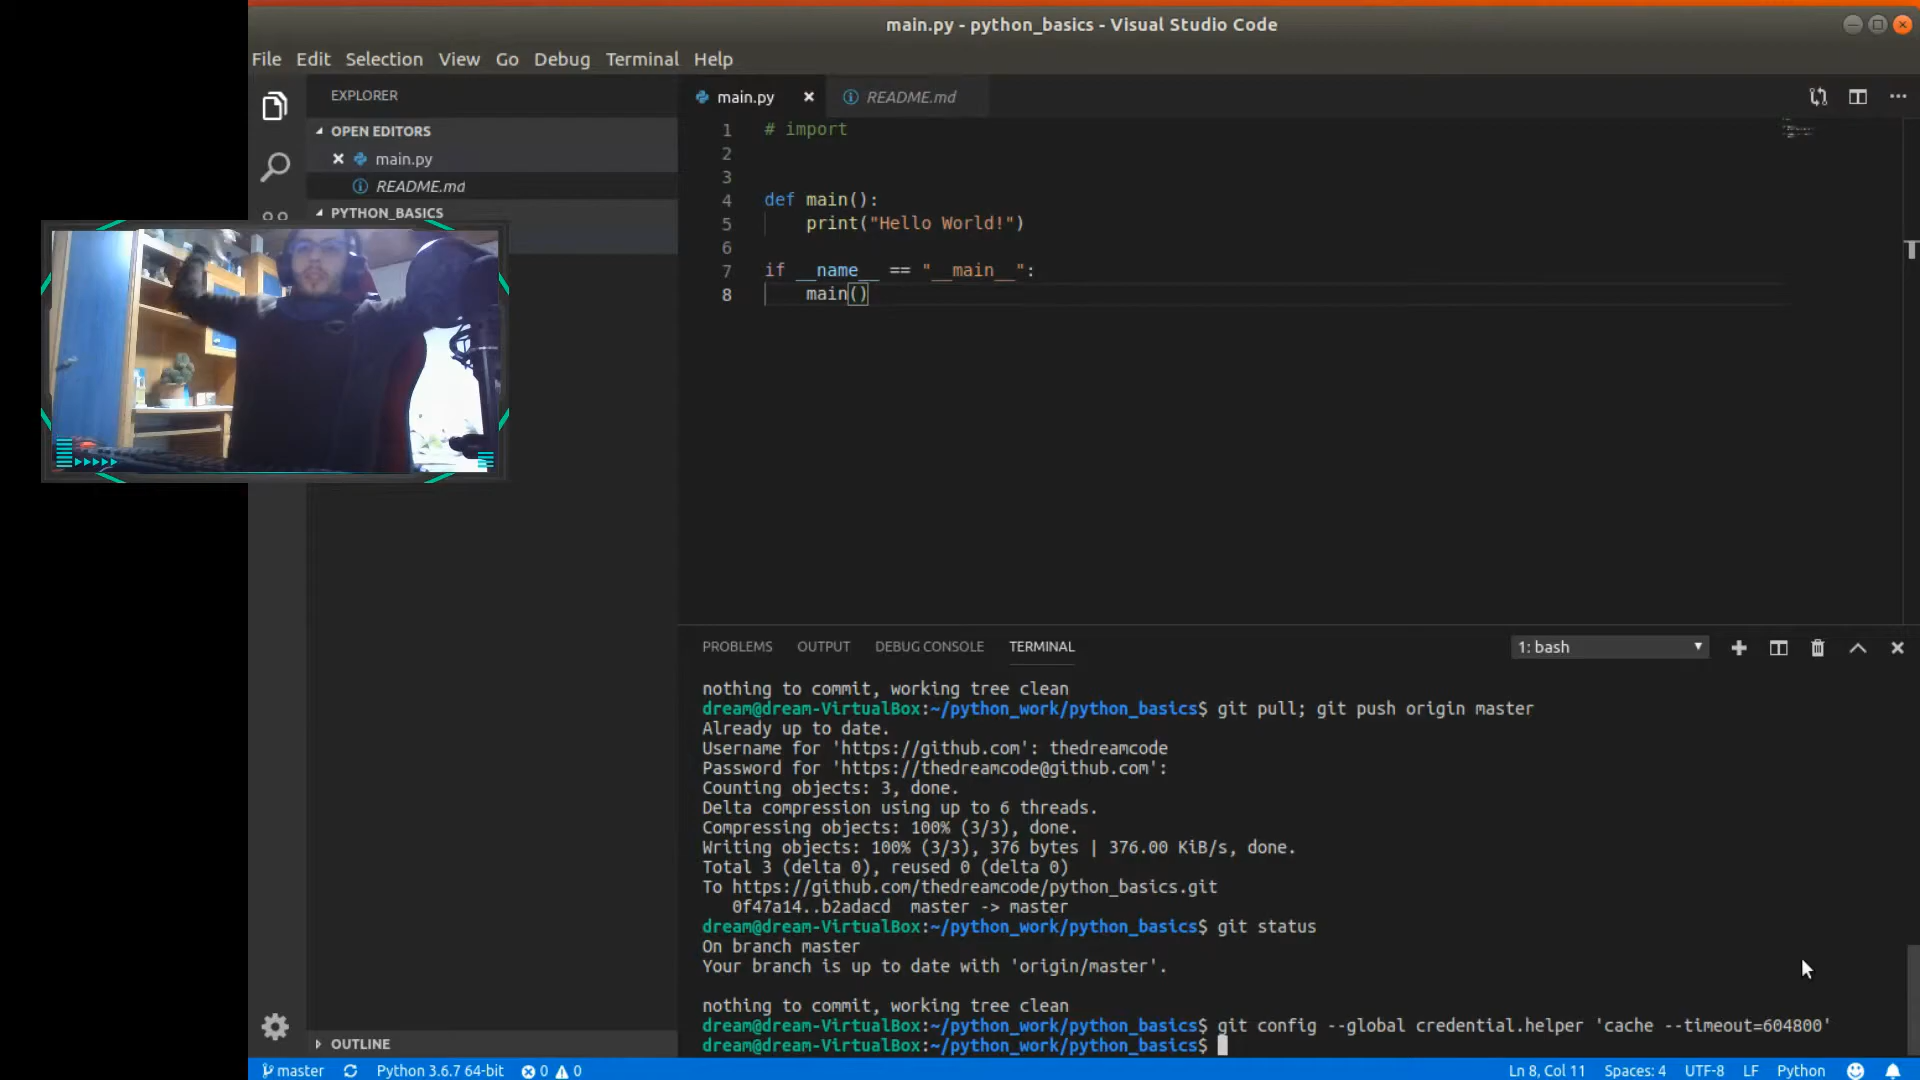 main.py - python_basics - Visual Studio Code
File Edit Selection View Go Debug Terminal Help
EXPLORER
OPEN EDITORS
main.py
README.md
PYTHON_BASICS
OUTLINE
main.py README.md
1 # import
2
3
4 def main():
5 print("Hello World!")
6
7 if __name__ == "__main__":
8 main()
PROBLEMS OUTPUT DEBUG CONSOLE TERMINAL 1: bash
nothing to commit, working tree clean
dream@dream-VirtualBox:~/python_work/python_basics$ git pull; git push origin master
Already up to date.
Username for 'https://github.com': thedreamcode
Password for 'https://thedreamcode@github.com':
Counting objects: 3, done.
Delta compression using up to 6 threads.
Compressing objects: 100% (3/3), done.
Writing objects: 100% (3/3), 376 bytes | 376.00 KiB/s, done.
Total 3 (delta 0), reused 0 (delta 0)
To https://github.com/thedreamcode/python_basics.git
0f47a14..b2adacd master -> master
dream@dream-VirtualBox:~/python_work/python_basics$ git status
On branch master
Your branch is up to date with 'origin/master'.
nothing to commit, working tree clean
dream@dream-VirtualBox:~/python_work/python_basics$ git config --global credential.helper 'cache --timeout=604800'
dream@dream-VirtualBox:~/python_work/python_basics$
master Python 3.6.7 64-bit 0 0 Ln 8, Col 11 Spaces: 4 UTF-8 LF Python